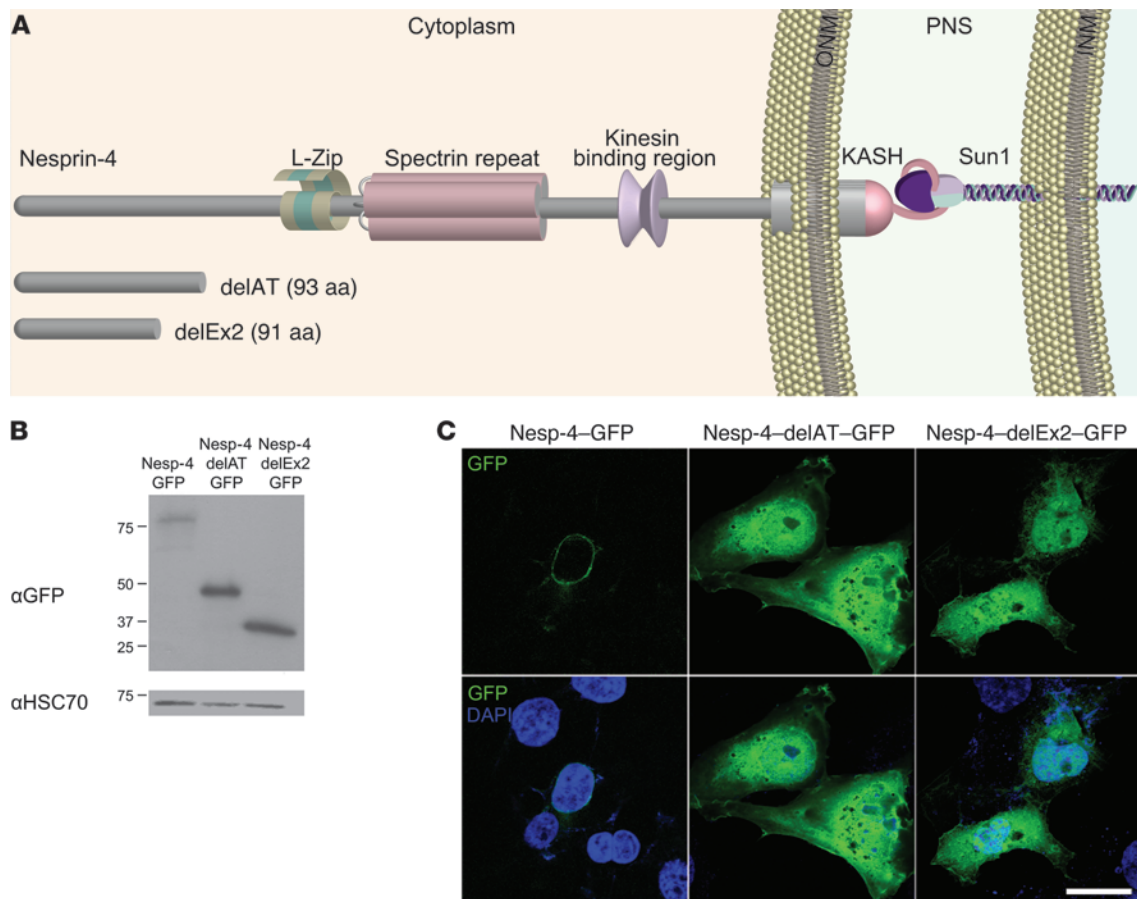 A
Cytoplasm
PNS
ONM
INM
Nesprin-4
L-Zip
Spectrin repeat
Kinesin
binding region
KASH
Sun1
delAT (93 aa)
delEx2 (91 aa)
B
Nesp-4
GFP
Nesp-4
delAT
GFP
Nesp-4
delEx2
GFP
75
50
37
25
αGFP
75
αHSC70
C
Nesp-4–GFP
Nesp-4–delAT–GFP
Nesp-4–delEx2–GFP
GFP
GFP
DAPI